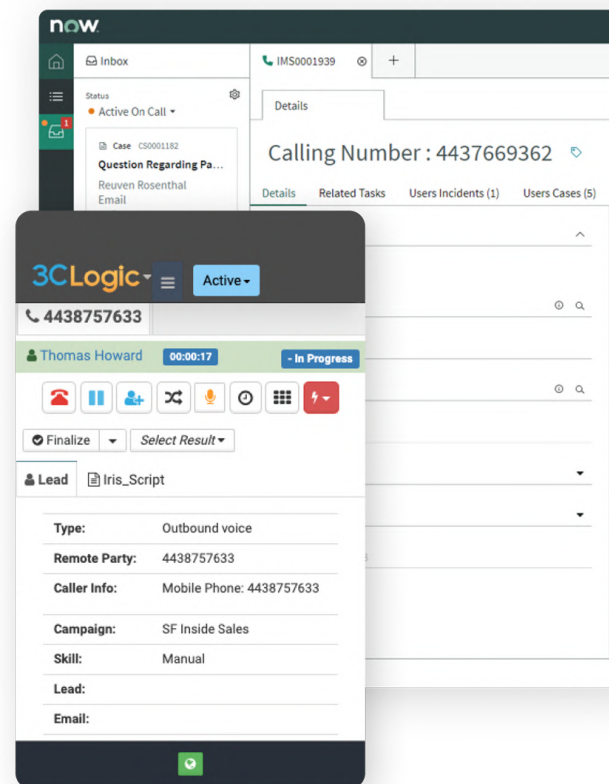 now
Inbox
IMS0001939
+
Status
Active On Call
Details
1
Case CS0001182
Question Regarding Pa...
Reuven Rosenthal
Email
Calling Number : 4437669362
Details Related Tasks Users Incidents (1) Users Cases (5)
3CLogic
Active
4438757633
Thomas Howard 00:00:17 - In Progress
Finalize Select Result
Lead Iris_Script
Type: Outbound voice
Remote Party: 4438757633
Caller Info: Mobile Phone: 4438757633
Campaign: SF Inside Sales
Skill: Manual
Lead:
Email: